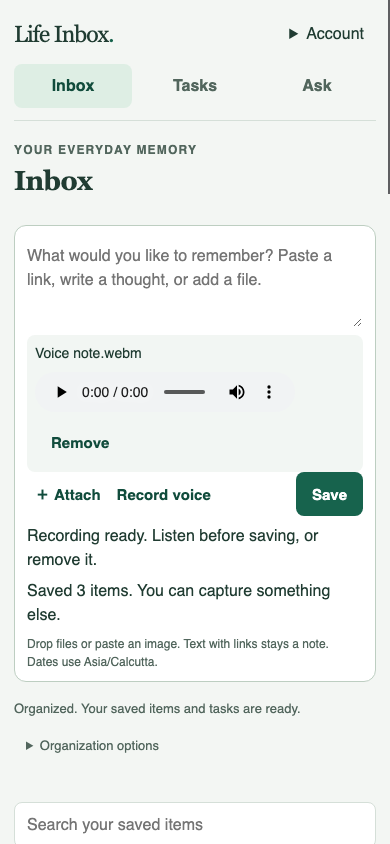 Life Inbox.
▶ Account
Inbox
Tasks
Ask
YOUR EVERYDAY MEMORY
Inbox
What would you like to remember? Paste a
link, write a thought, or add a file.
Voice note.webm
0:00 / 0:00
Remove
+ Attach
Record voice
Save
Recording ready. Listen before saving, or
remove it.
Saved 3 items. You can capture something
else.
Drop files or paste an image. Text with links stays a note.
Dates use Asia/Calcutta.
Organized. Your saved items and tasks are ready.
▶ Organization options
Search your saved items